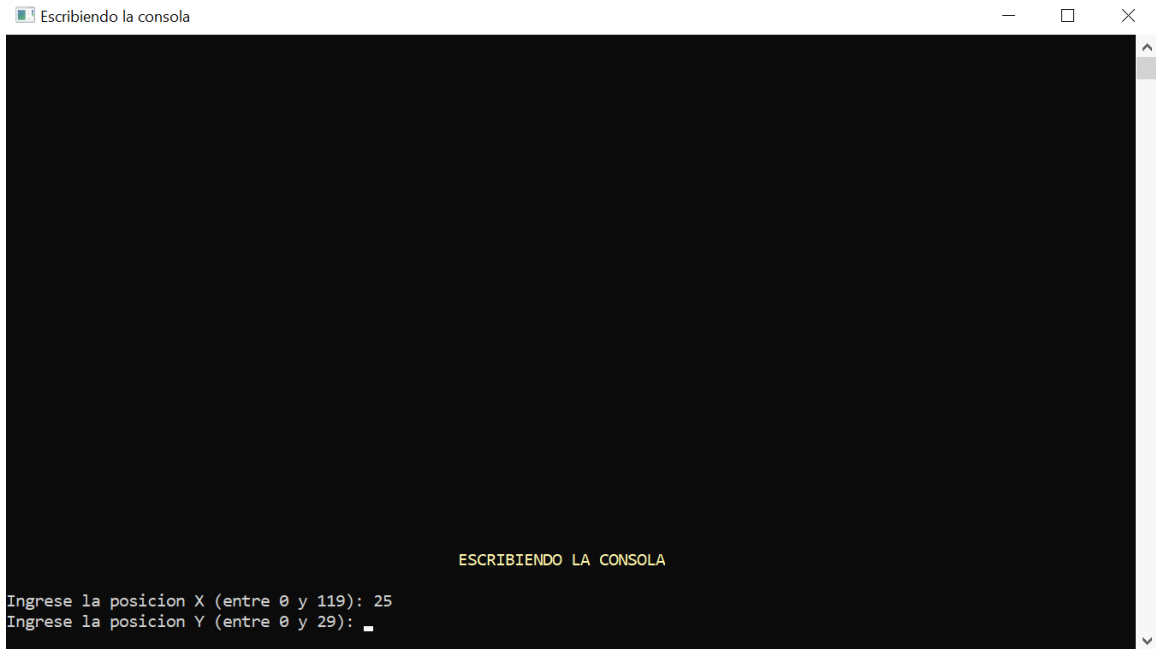 Escribiendo la consola
ESCRIBIENDO LA CONSOLA
Ingrese la posicion X (entre 0 y 119): 25
Ingrese la posicion Y (entre 0 y 29):